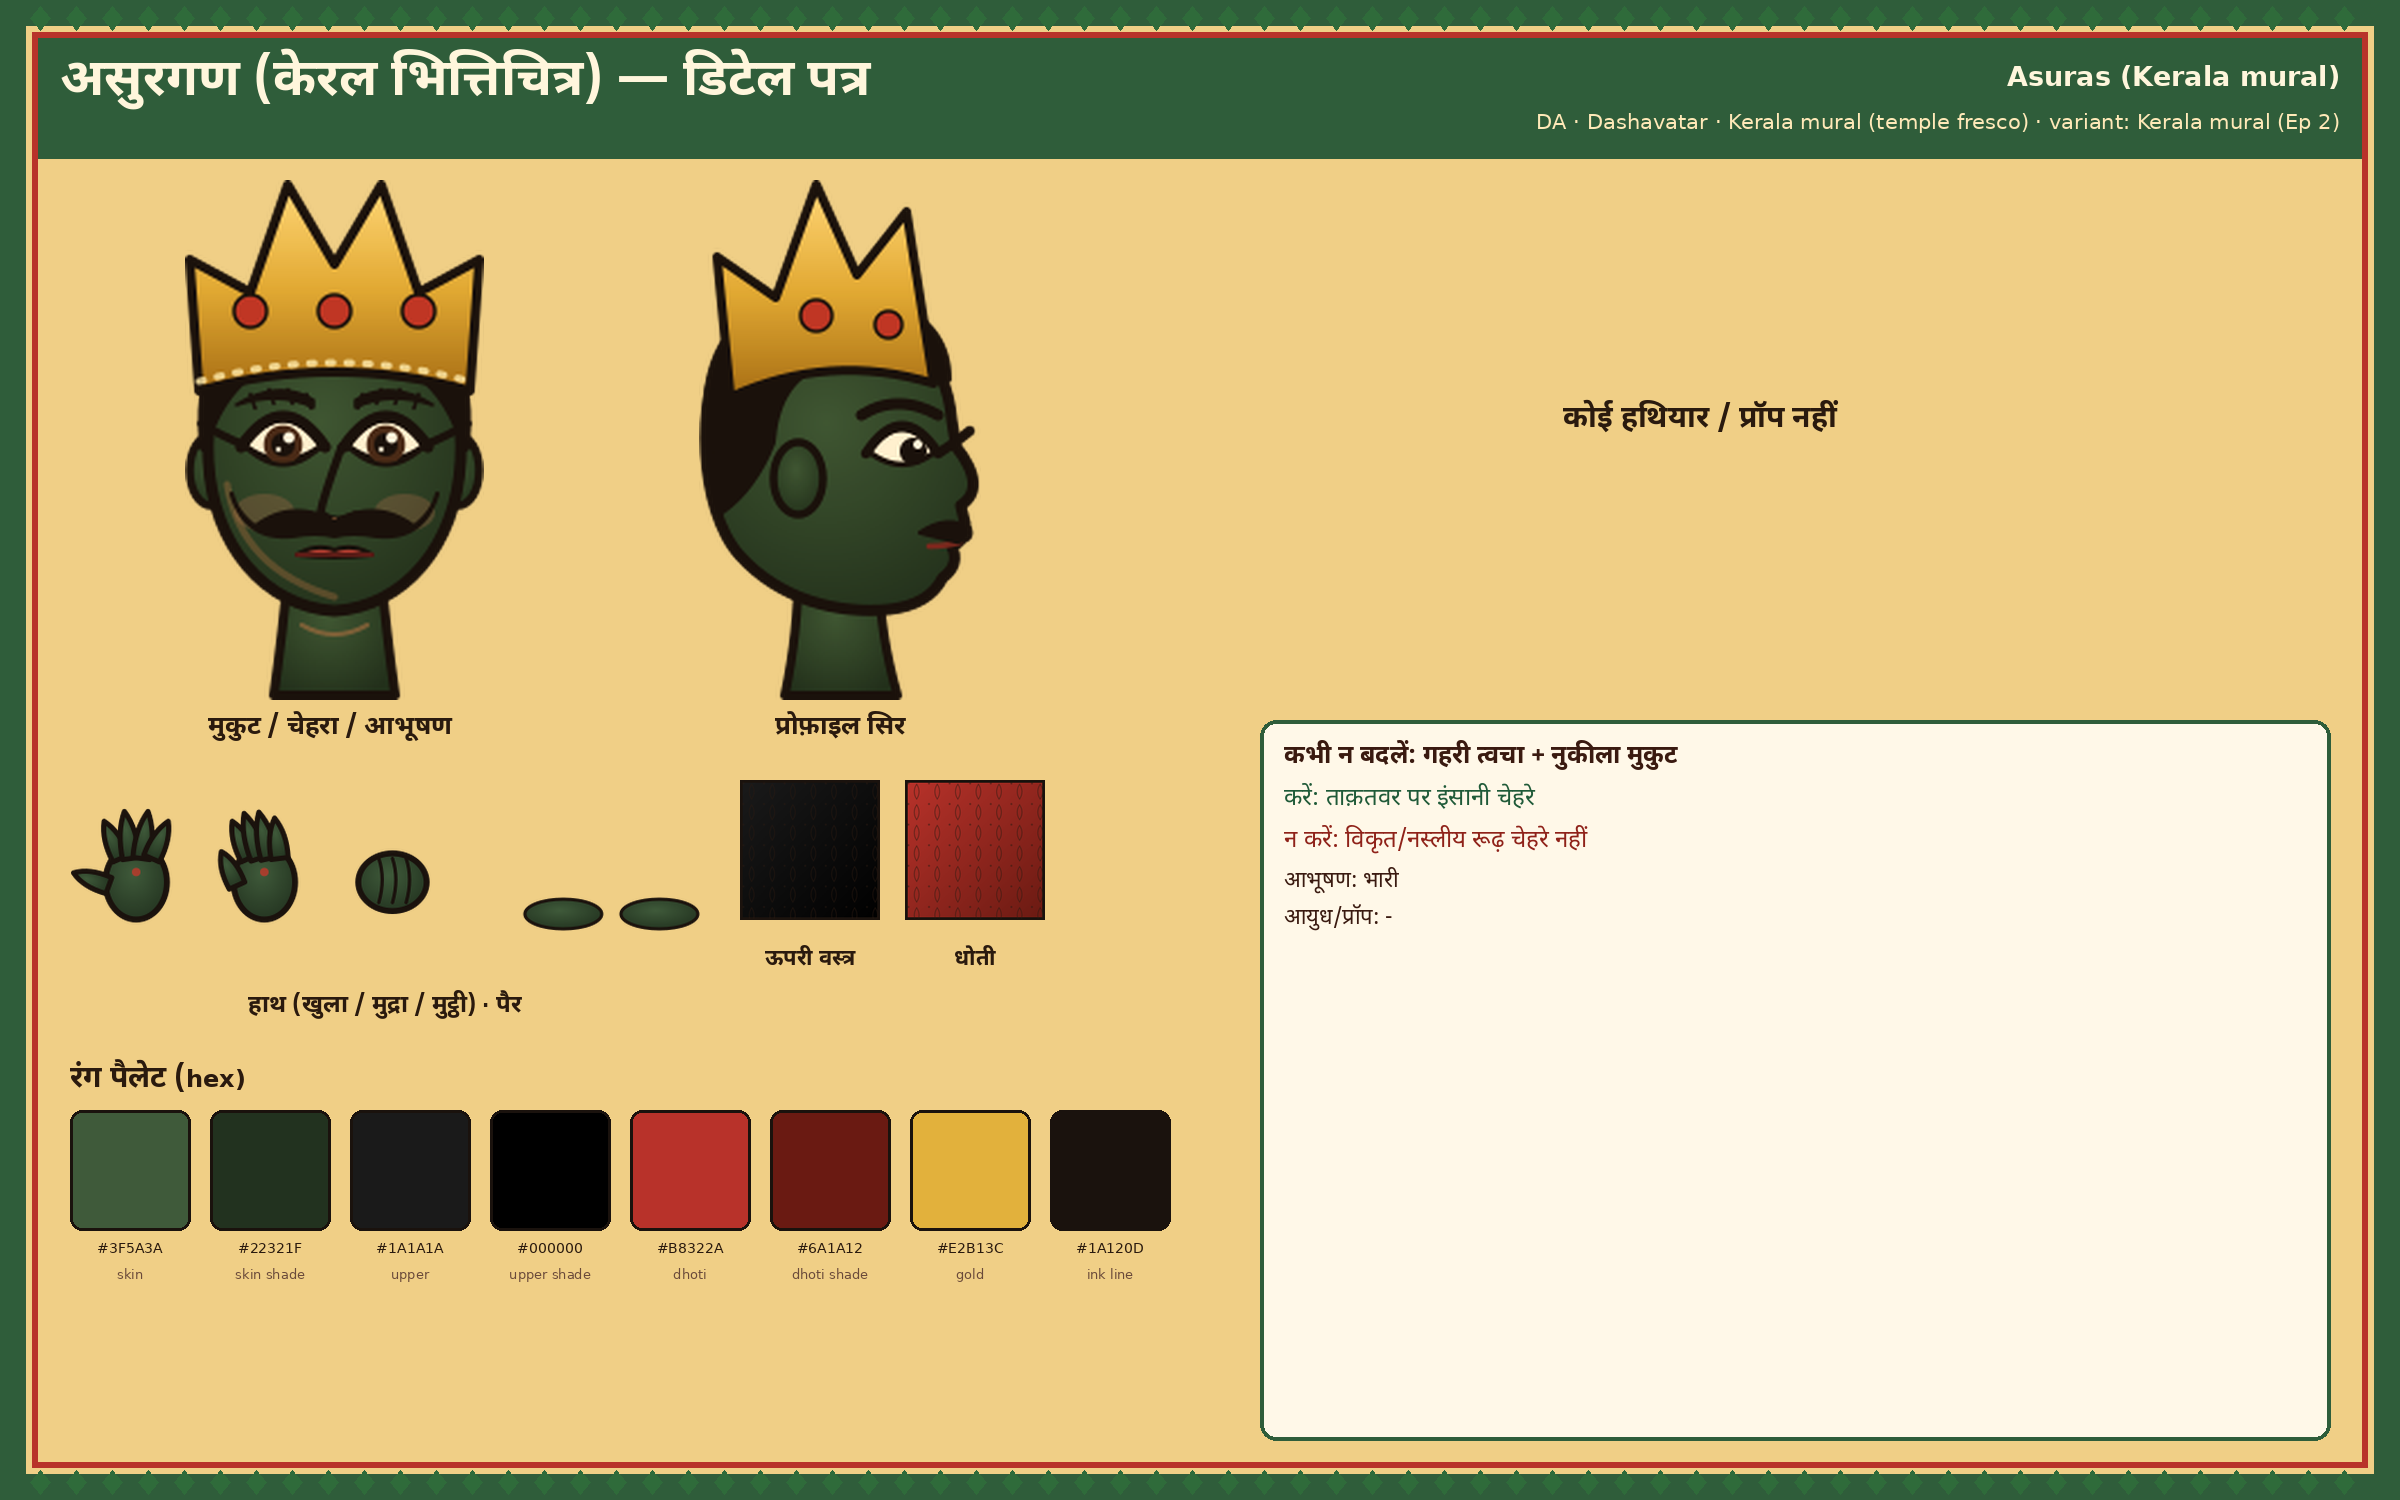 असुरगण (केरल भित्तिचित्र) — डिटेल पत्र
Asuras (Kerala mural)
DA · Dashavatar · Kerala mural (temple fresco) · variant: Kerala mural (Ep 2)
कोई हथियार / प्रॉप नहीं
मुकुट / चेहरा / आभूषण
प्रोफ़ाइल सिर
कभी न बदलें: गहरी त्वचा + नुकीला मुकुट
करें: ताक़तवर पर इंसानी चेहरे
न करें: विकृत/नस्लीय रूढ़ चेहरे नहीं
आभूषण: भारी
आयुध/प्रॉप: -
ऊपरी वस्त्र
धोती
हाथ (खुला / मुद्रा / मुट्ठी) · पैर
रंग पैलेट (hex)
#3F5A3A
#22321F
#1A1A1A
#000000
#B8322A
#6A1A12
#E2B13C
#1A120D
skin
skin shade
upper
upper shade
dhoti
dhoti shade
gold
ink line